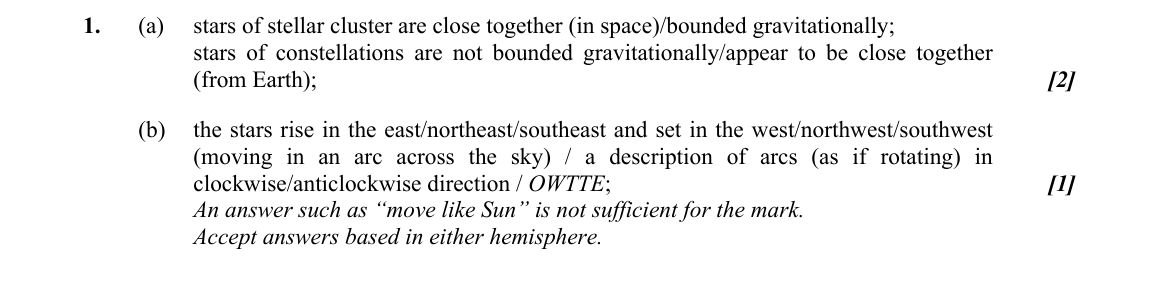 1. (a) stars of stellar cluster are close together (in space)/bounded gravitationally;
stars of constellations are not bounded gravitationally/appear to be close together
(from Earth); [2]
(b) the stars rise in the east/northeast/southeast and set in the west/northwest/southwest
(moving in an arc across the sky) / a description of arcs (as if rotating) in
clockwise/anticlockwise direction / OWTTE; [1]
An answer such as “move like Sun” is not sufficient for the mark.
Accept answers based in either hemisphere.